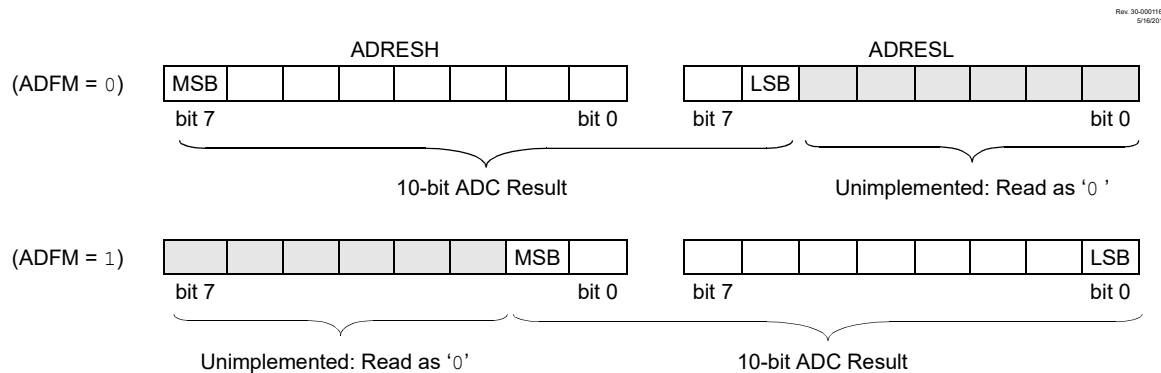 Rev. 30-000116
5/16/201
ADRESH ADRESL
(ADFM = 0) MSB LSB
bit 7 bit 0 bit 7 bit 0
10-bit ADC Result Unimplemented: Read as ‘0 ’
(ADFM = 1) MSB LSB
bit 7 bit 0 bit 7 bit 0
Unimplemented: Read as ‘0’ 10-bit ADC Result